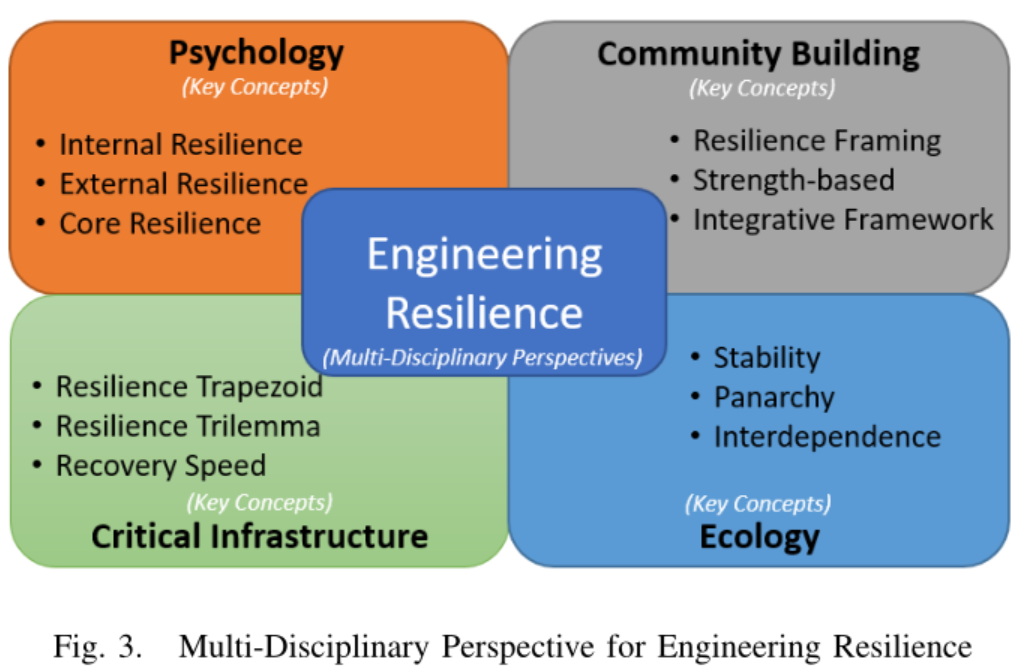 Psychology
(Key Concepts)
• Internal Resilience
• External Resilience
• Core Resilience
Community Building
(Key Concepts)
• Resilience Framing
• Strength-based
• Integrative Framework
Engineering
Resilience
(Multi-Disciplinary Perspectives)
• Resilience Trapezoid
• Resilience Trilemma
• Recovery Speed
(Key Concepts)
Critical Infrastructure
• Stability
• Panarchy
• Interdependence
(Key Concepts)
Ecology
Fig. 3. Multi-Disciplinary Perspective for Engineering Resilience